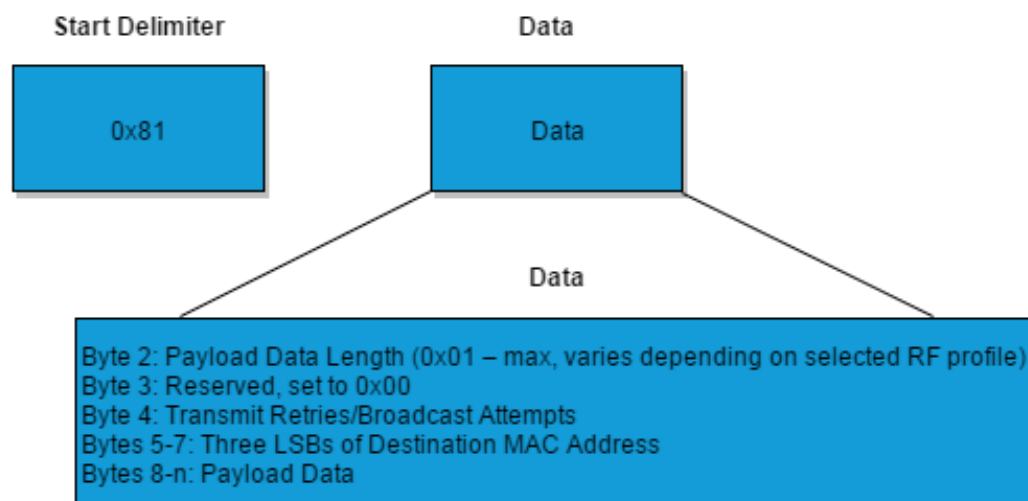 Start Delimiter
Data
0x81
Data
Data
Byte 2: Payload Data Length (0x01 – max, varies depending on selected RF profile)
Byte 3: Reserved, set to 0x00
Byte 4: Transmit Retries/Broadcast Attempts
Bytes 5-7: Three LSBs of Destination MAC Address
Bytes 8-n: Payload Data